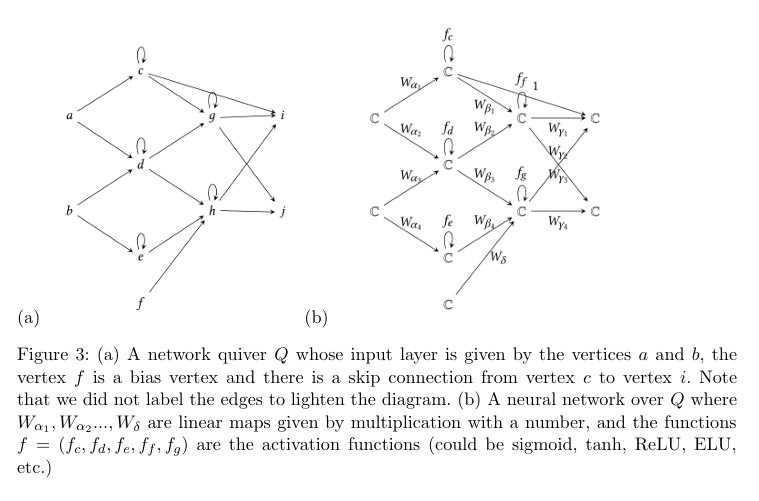 f_c
c
ℂ
f_f
1
W_{α_1}
W_{β_1}
a
g
i
ℂ
ℂ
ℂ
W_{α_2}
f_d
W_{β_2}
W_{γ_1}
d
ℂ
W_{γ_2}
W_{α_3}
W_{β_3}
f_g
W_{γ_3}
b
h
j
ℂ
ℂ
ℂ
W_{α_4}
f_e
W_{β_4}
W_{γ_4}
e
ℂ
W_δ
f
ℂ
(a)
(b)
Figure 3: (a) A network quiver Q whose input layer is given by the vertices a and b, the
vertex f is a bias vertex and there is a skip connection from vertex c to vertex i. Note
that we did not label the edges to lighten the diagram. (b) A neural network over Q where
W_{α_1}, W_{α_2}..., W_δ are linear maps given by multiplication with a number, and the functions
f = (f_c, f_d, f_e, f_f, f_g) are the activation functions (could be sigmoid, tanh, ReLU, ELU,
etc.)